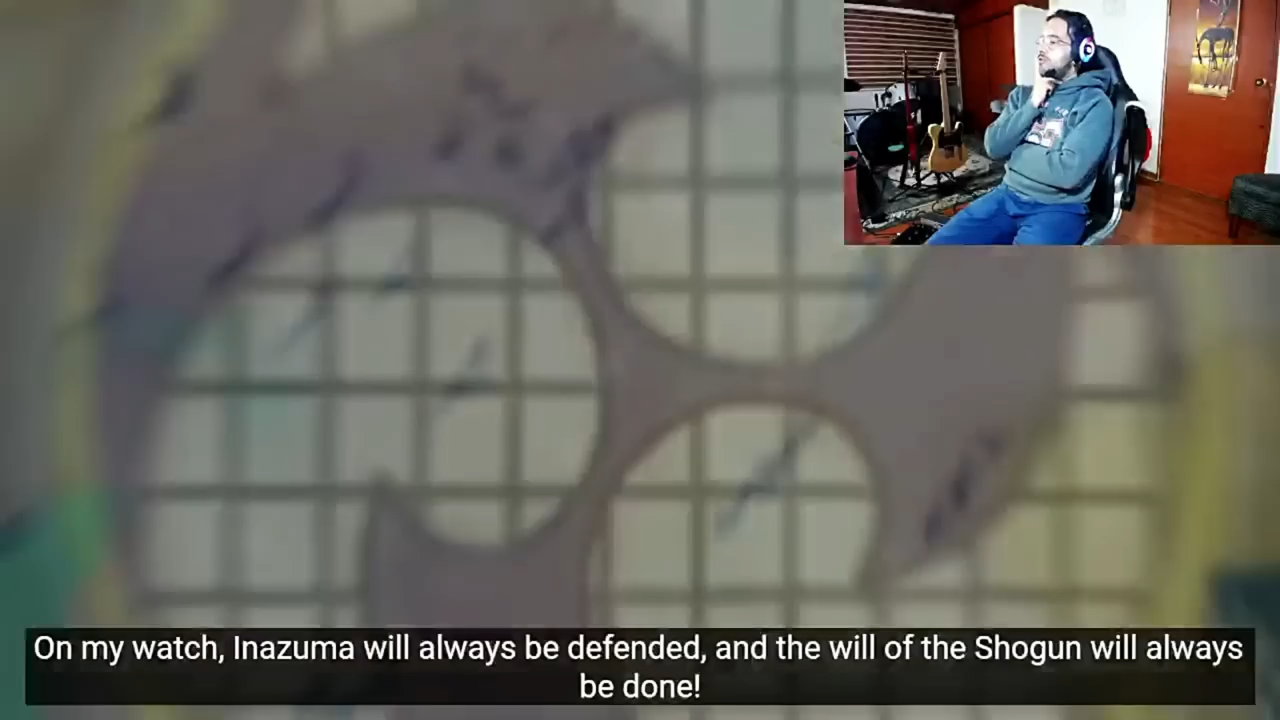 On my watch, Inazuma will always be defended, and the will of the Shogun will always
be done!